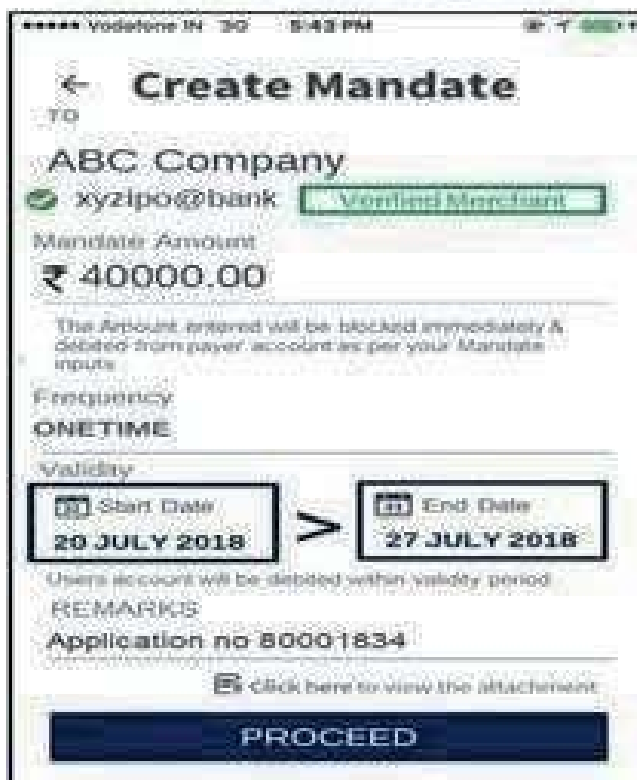 Vodafone IN 3G 5:43 PM
← Create Mandate
TO
ABC Company
xyzipo@bank Verified Merchant
Mandate Amount
₹ 40000.00
The Amount entered will be blocked immediately &
debited from payer account as per your Mandate
inputs
Frequency
ONETIME
Validay
Start Date
20 JULY 2018
>
End Date
27 JULY 2018
Users account will be debited within validity period
REMARKS
Application no 80001834
Click here to view the attachment
PROCEED